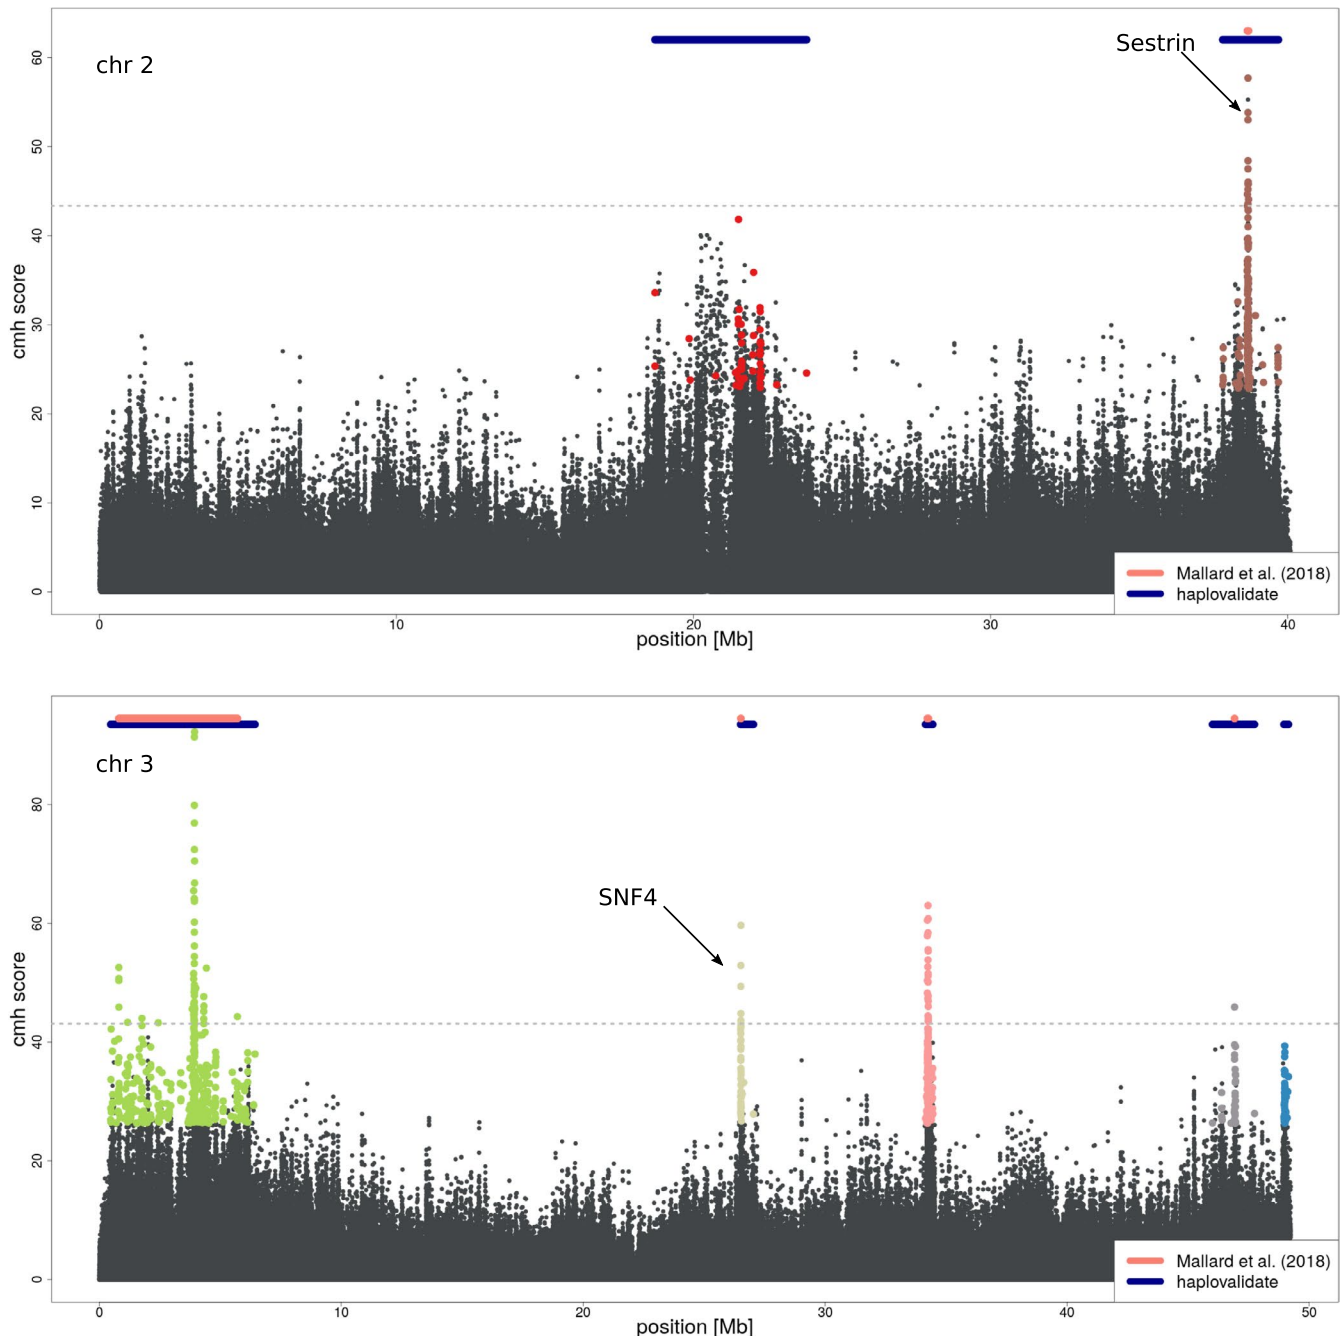 chr 2
Sestrin
60
50
40
30
20
10
0
cmh score
Mallard et al. (2018)
haplovalidate
0 10 20 30 40
position [Mb]
chr 3
SNF4
80
60
40
20
0
cmh score
Mallard et al. (2018)
haplovalidate
0 10 20 30 40 50
position [Mb]